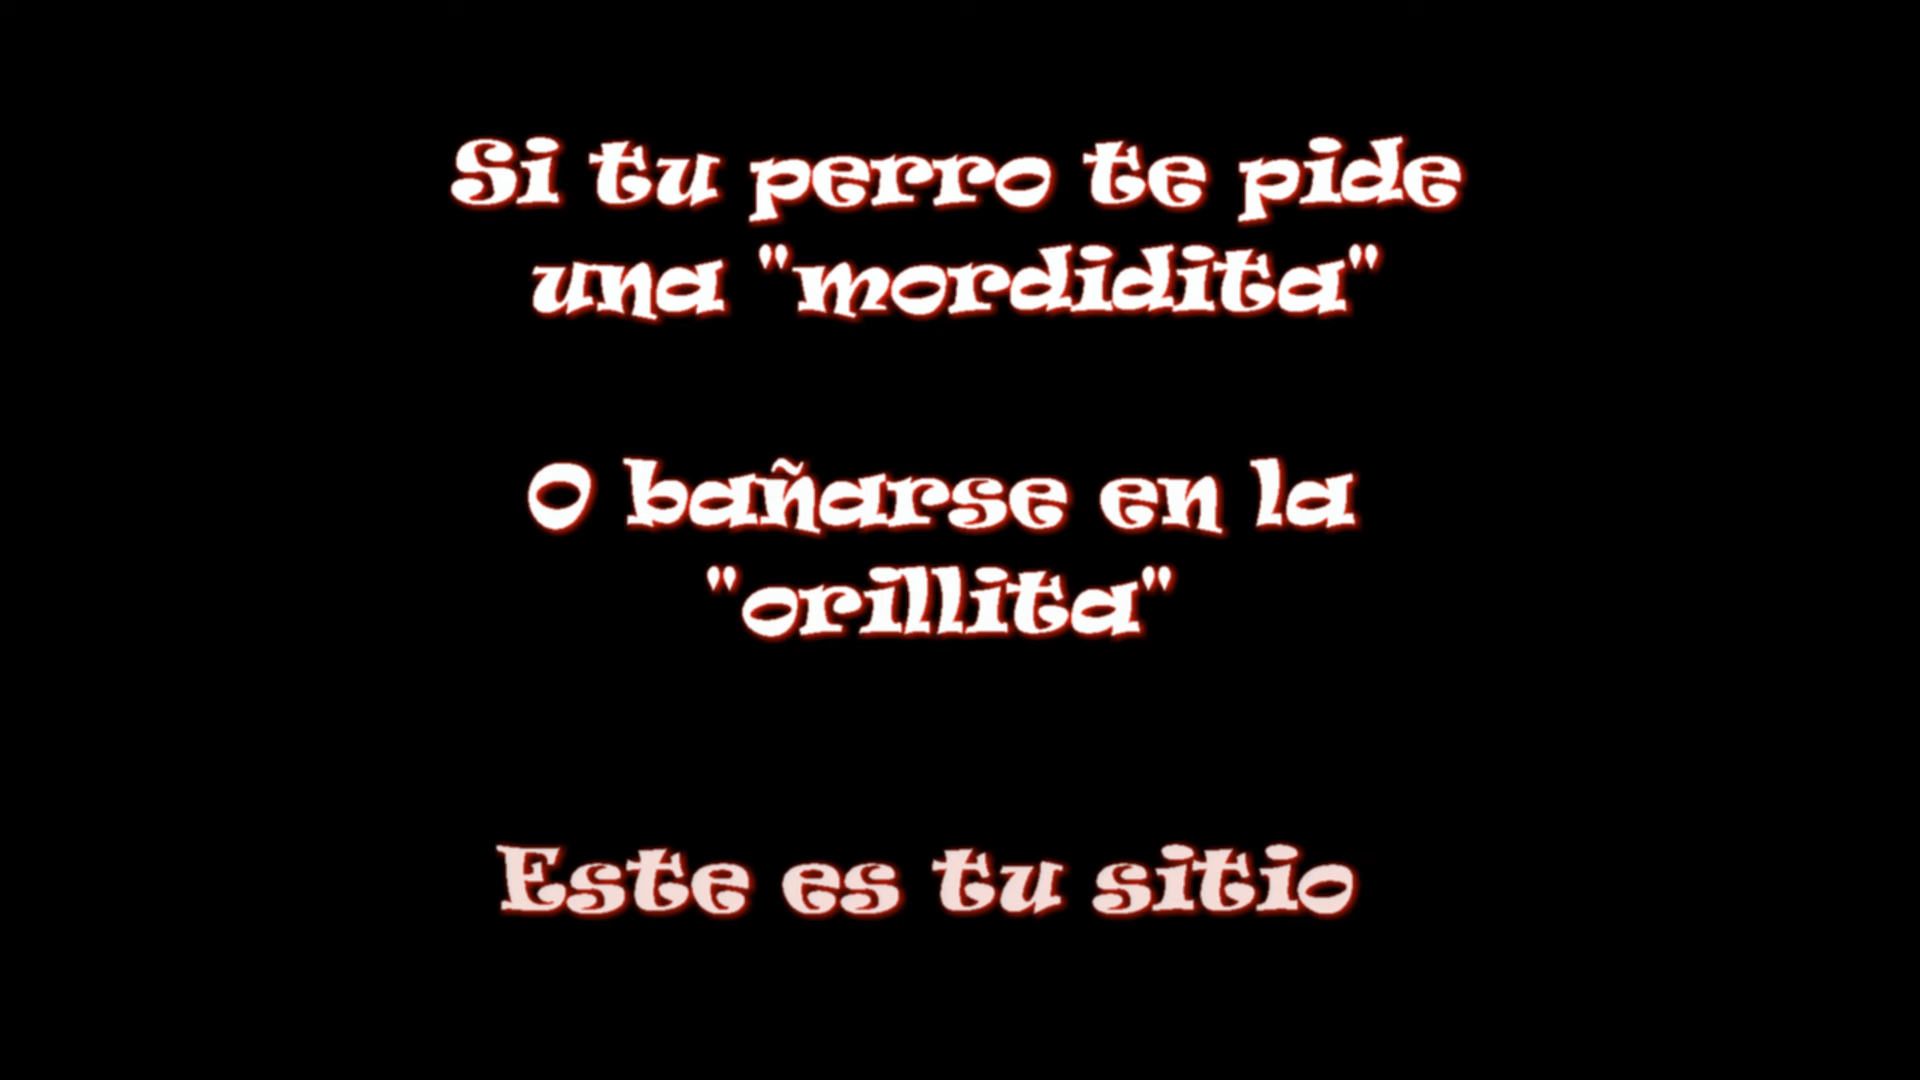 Si tu perro te pide
una "mordidita"
O bañarse en la
"orillita"
Este es tu sitio